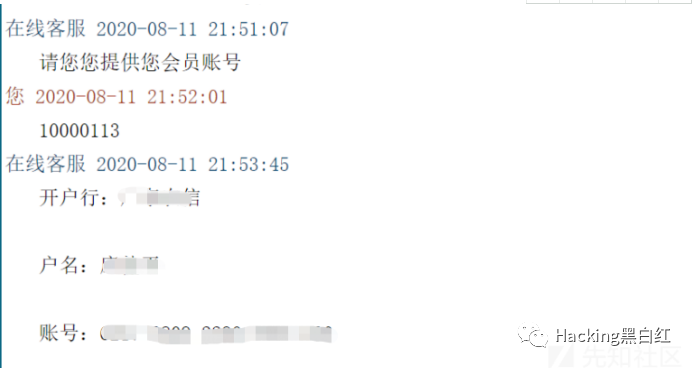 在线客服 2020-08-11 21:51:07
请您您提供您会员账号
您 2020-08-11 21:52:01
10000113
在线客服 2020-08-11 21:53:45
开户行：
户名：
账号：
Hacking黑白红
先知社区